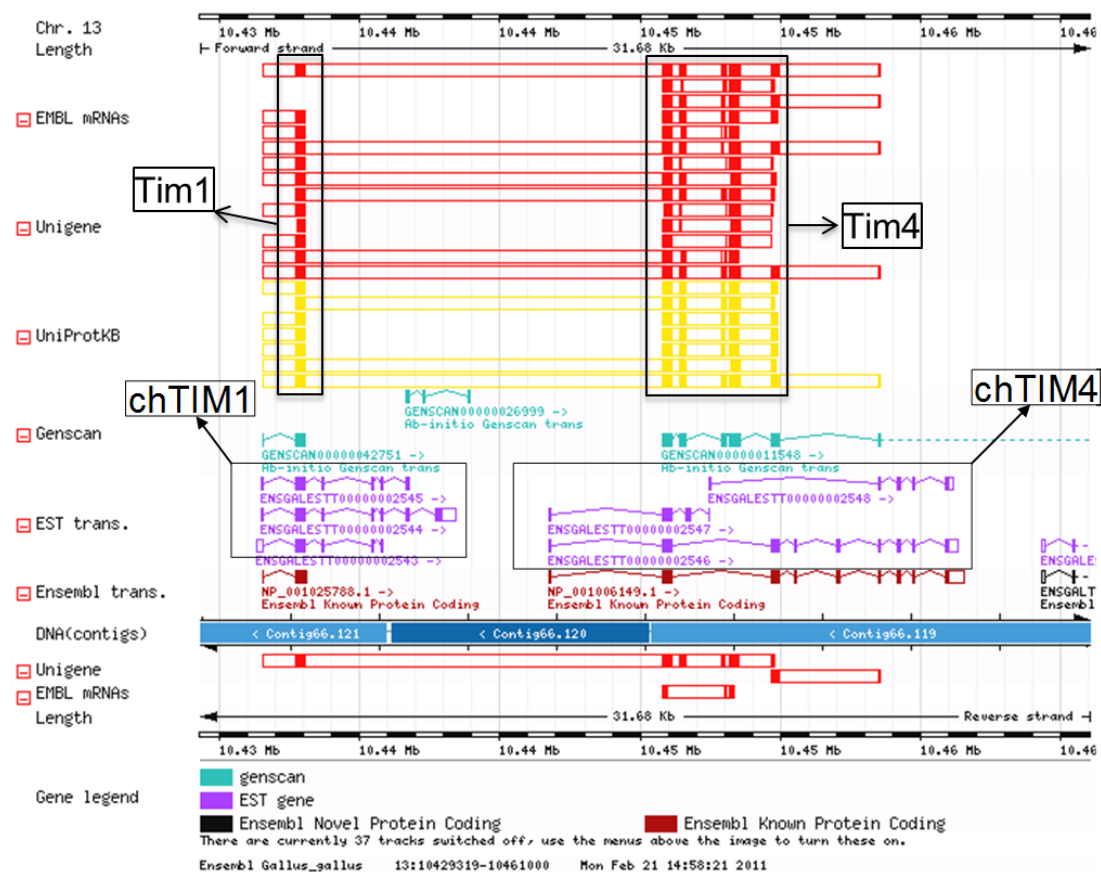 Chr. 13
10.43 Mb 10.44 Mb 10.44 Mb 10.45 Mb 10.45 Mb 10.46 Mb 10.46
Length
Forward strand 31.68 Kb
EMBL mRNAs
Tim1
Unigene
Tim4
UniProtKB
chTIM1
GENSCAN00000026999 ->
Ab-initio Genscan trans
chTIM4
Genscan
GENSCAN00000042751 ->
Ab-initio Genscan trans
GENSCAN00000011548 ->
Ab-initio Genscan trans
ENSGALESTT00000002545 ->
ENSGALESTT00000002548 ->
EST trans.
ENSGALESTT00000002544 ->
ENSGALESTT00000002547 ->
ENSGALESTT00000002543 ->
ENSGALESTT00000002546 ->
ENSGALES
Ensembl trans.
NP_001025788.1 ->
Ensembl Known Protein Coding
NP_001006149.1 ->
Ensembl Known Protein Coding
ENSGALT
Ensembl
DNA(contigs)
< Contig66.121 < Contig66.120 < Contig66.119
Unigene
EMBL mRNAs
Length
31.68 Kb Reverse strand
10.43 Mb 10.44 Mb 10.44 Mb 10.45 Mb 10.45 Mb 10.46 Mb 10.46
Gene legend
genscan
EST gene
Ensembl Novel Protein Coding Ensembl Known Protein Coding
There are currently 37 tracks switched off, use the menus above the image to turn these on.
Ensembl Gallus_gallus 13:10429319-10461000 Mon Feb 21 14:58:21 2011